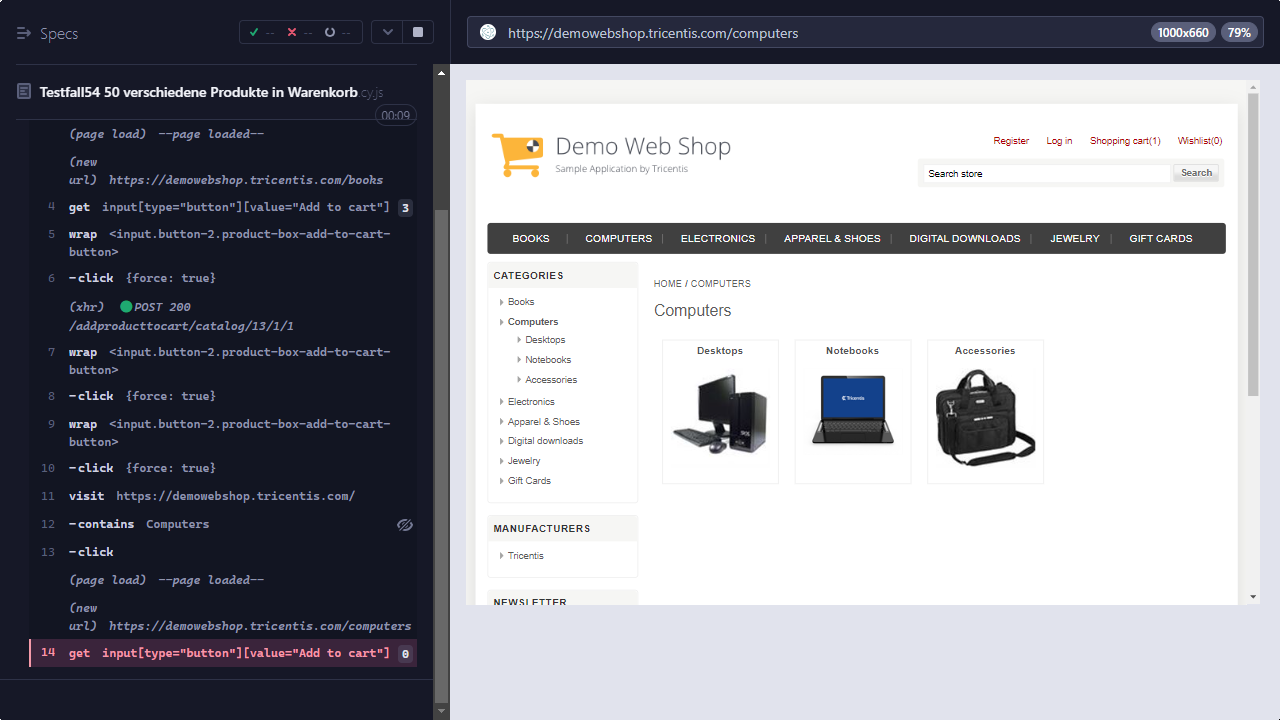 Specs
--
--
--
https://demowebshop.tricentis.com/computers
1000x660
79%
Testfall54 50 verschiedene Produkte in Warenkorb.cy.js
00:09
(page load) --page loaded--
(new
url) https://demowebshop.tricentis.com/books
4 get input[type="button"][value="Add to cart"] 3
5 wrap <input.button-2.product-box-add-to-cart-
button>
6 -click {force: true}
(xhr) POST 200
/addproducttocart/catalog/13/1/1
7 wrap <input.button-2.product-box-add-to-cart-
button>
8 -click {force: true}
9 wrap <input.button-2.product-box-add-to-cart-
button>
10 -click {force: true}
11 visit https://demowebshop.tricentis.com/
12 -contains Computers
13 -click
(page load) --page loaded--
(new
url) https://demowebshop.tricentis.com/computers
14 get input[type="button"][value="Add to cart"] 0
Demo Web Shop
Sample Application by Tricentis
Register Log in Shopping cart(1) Wishlist(0)
Search store Search
BOOKS COMPUTERS ELECTRONICS APPAREL & SHOES DIGITAL DOWNLOADS JEWELRY GIFT CARDS
CATEGORIES
Books
Computers
Desktops
Notebooks
Accessories
Electronics
Apparel & Shoes
Digital downloads
Jewelry
Gift Cards
MANUFACTURERS
Tricentis
NEWSLETTER
HOME / COMPUTERS
Computers
Desktops
Notebooks
Tricentis
Accessories